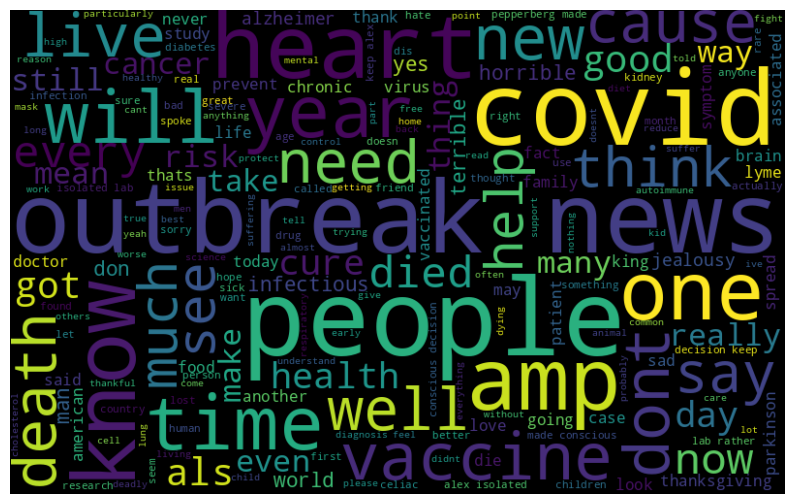 particularly
hate
point
pepperberg made
fight
live
heart
new
cause
high
never
alzheimer
thank
reason
study
diabetes
keep alex
dis
good
way
told
anyone
rare
cancer
yes
horrible
kidney
associated
still
mental
prevent
chronic
virus
infection
healthy
real
mask
sure
cant
severe
great
bad
anything
free
part
diet
month
reduce
symptom
will
year
thing
covid
long
spoke
home
back
doesn
right
doesnt
suffer
every
risk
life
age
control
need
terrible
fact
use
brain
mean
thats
protect
read
think
family
lyme
work
isolated lab
take
called
getting
friend
vaccinated
thought
help
support
autoimmune
actually
issue
outbreak news
true
men
best
yeah
sorry
suffering
tell
trying
nothing
kid
worse
drug
almost
doctor
don
today
cure
died
many
king
jealousy
ive
spread
science
hope
sick
want
infectious
often
may
something
patient
got
much
see
found
others
let
know
people
one
food
person
make
give
early
dying
animal
common
really
death
thankful
come
understand
health
conscious decision
everything
respiratory
probably
decision keep
sad
said
man
country
lost
another
amp
dont
say
care
american
time
well
without
going
case
lot
day
parkinson
cholesterol
cell
lung
human
diagnosis feel
better
love
made conscious
lab rather
als
even
first
didnt
die
vaccine
now
seem
living
research
deadly
child
world
please
celiac
alex isolated
children
look
thanksgiving